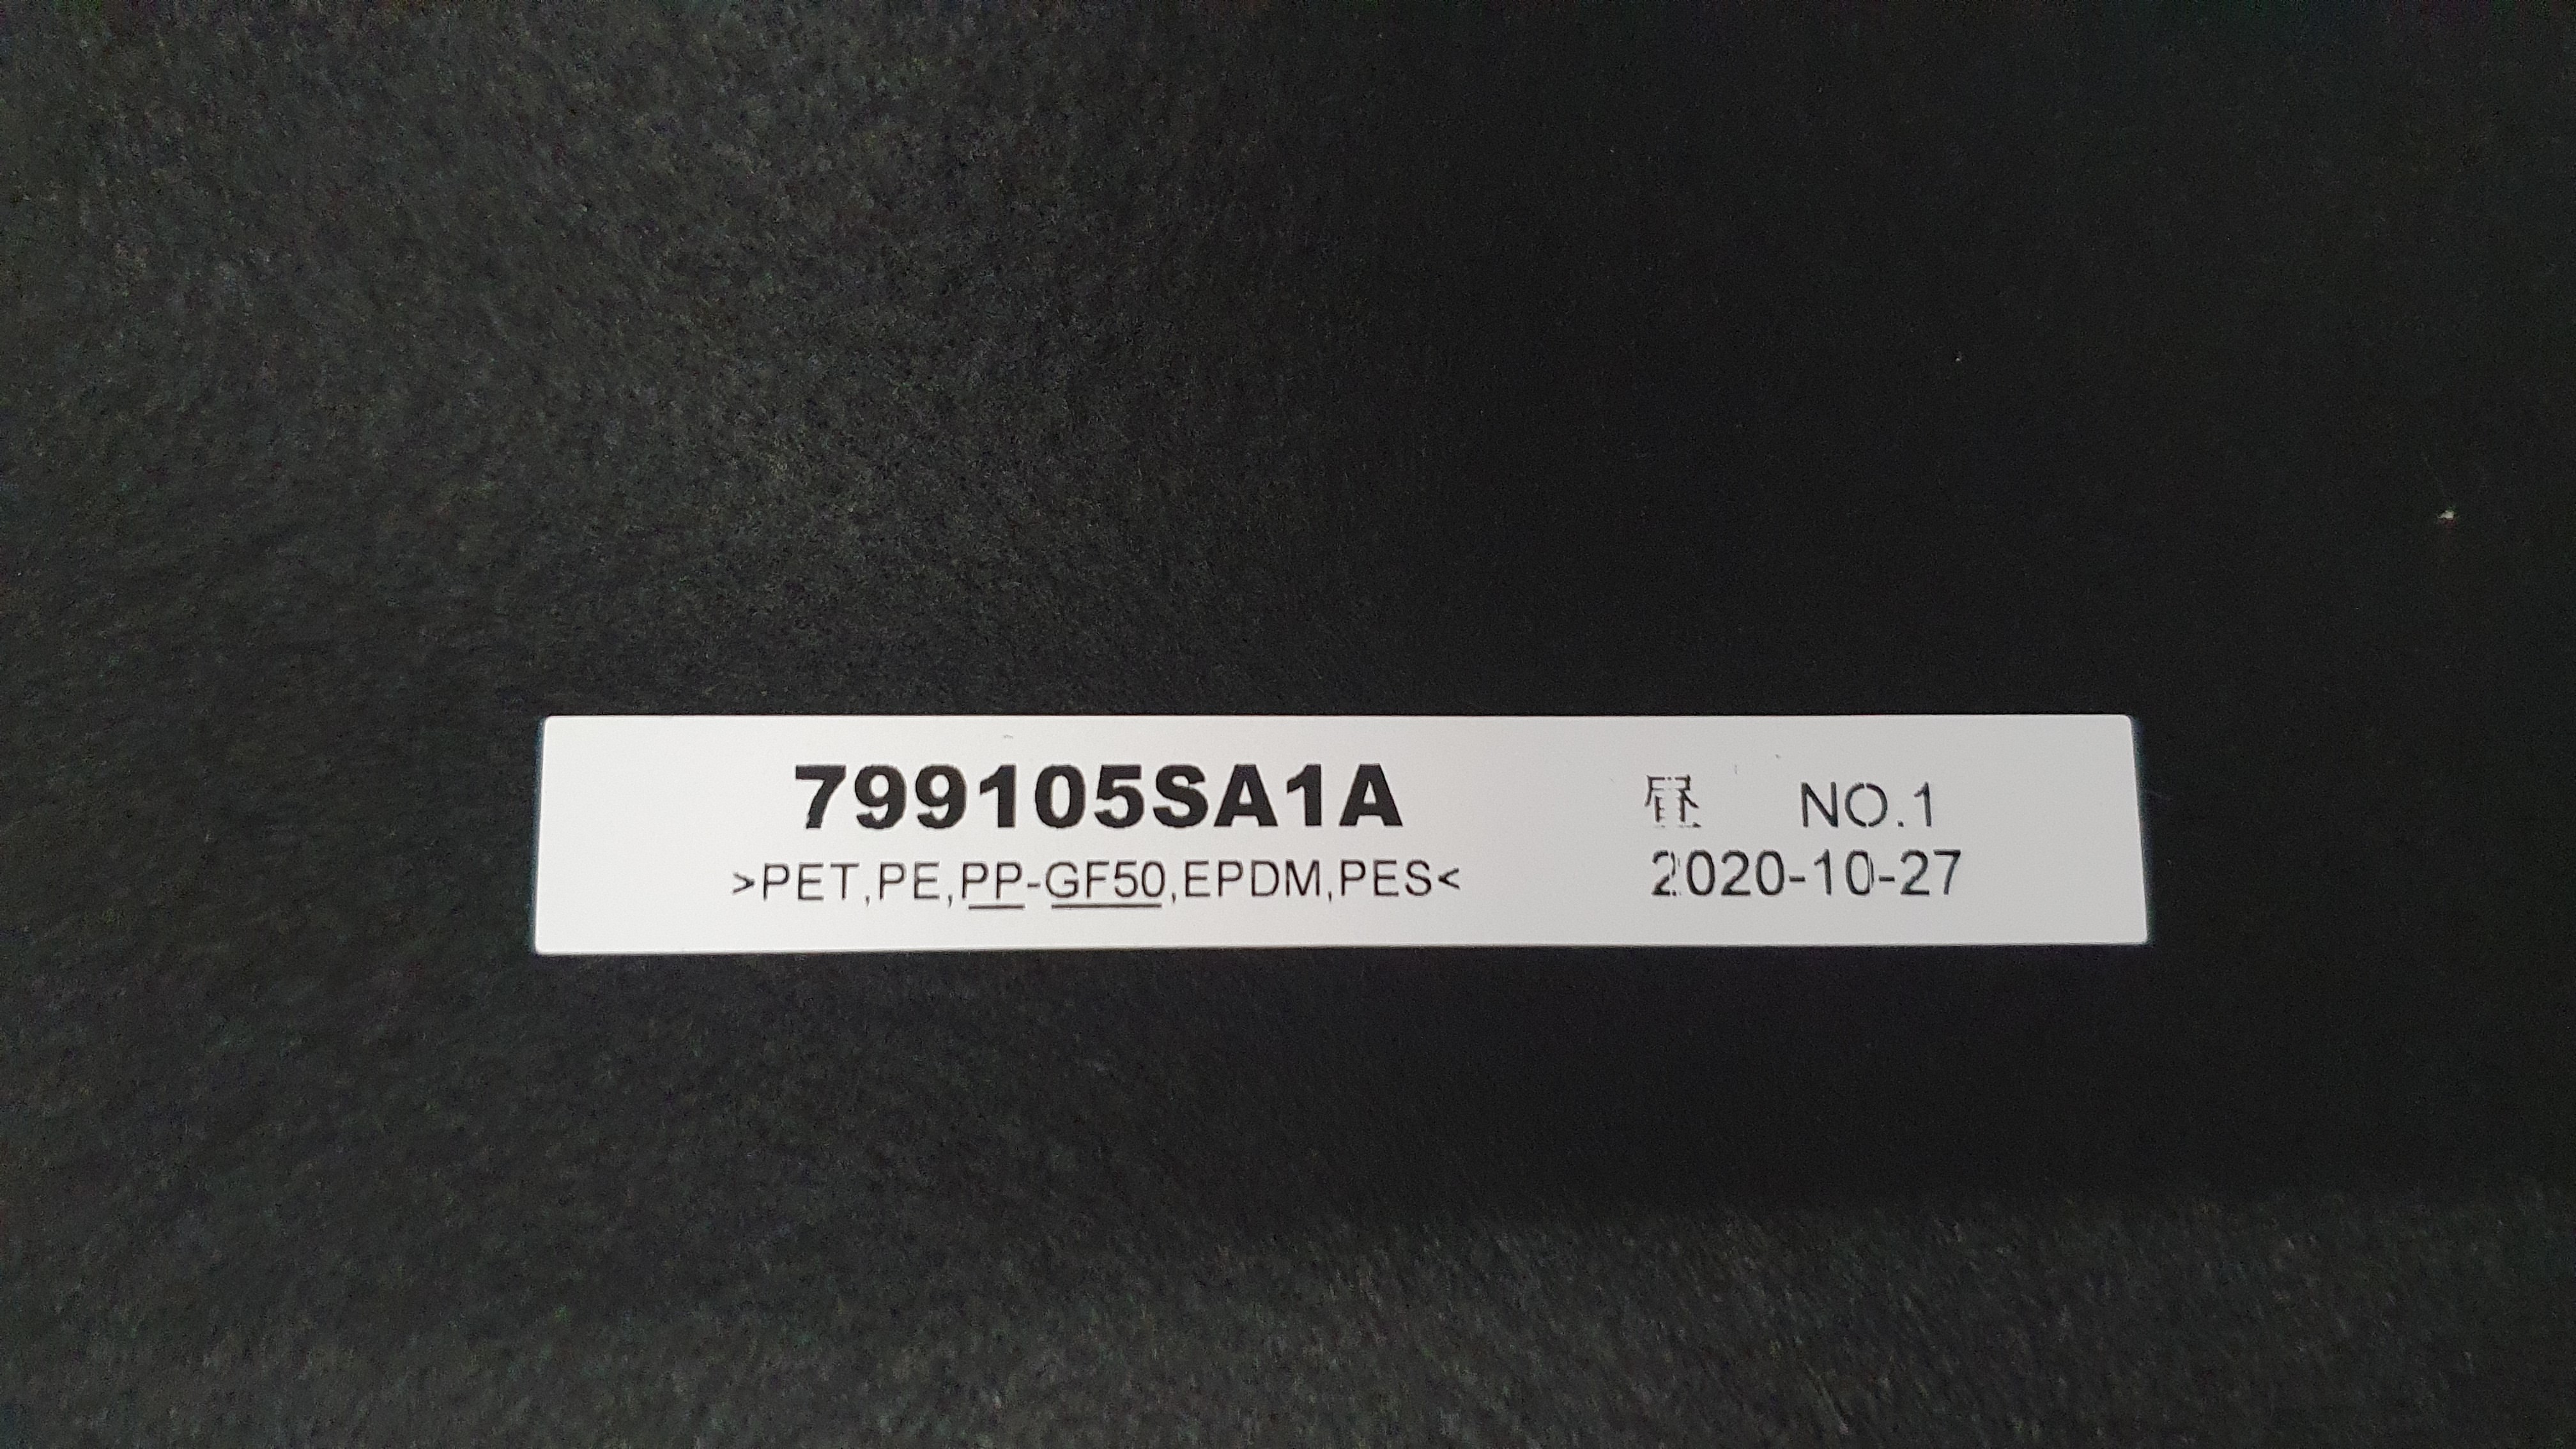 799105SA1A
>PET,PE,PP-GF50,EPDM,PES<
昼 NO.1
2020-10-27